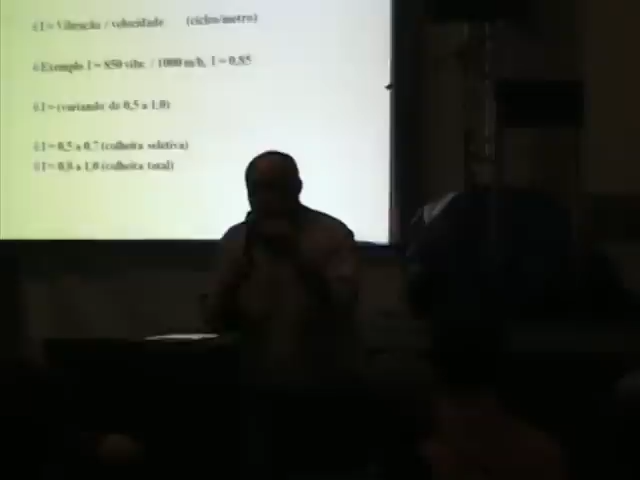 I = Vibração / velocidade (ciclos/metro)
Exemplo I = 850 vibr. / 1000 m/h, I = 0,85
I = (variando de 0,5 a 1,0)
I = 0,5 a 0,7 (colheita seletiva)
I = 0,8 a 1,0 (colheita total)